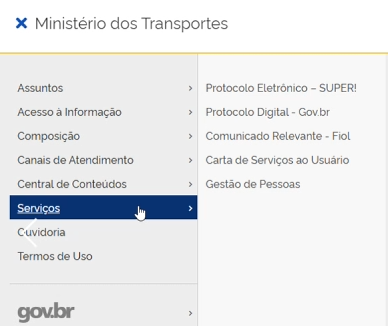 Ministério dos Transportes
Assuntos
Acesso à Informação
Composição
Canais de Atendimento
Central de Conteúdos
Serviços
Ouvidoria
Termos de Uso
gov.br
Protocolo Eletrônico – SUPER!
Protocolo Digital - Gov.br
Comunicado Relevante - Fiol
Carta de Serviços ao Usuário
Gestão de Pessoas